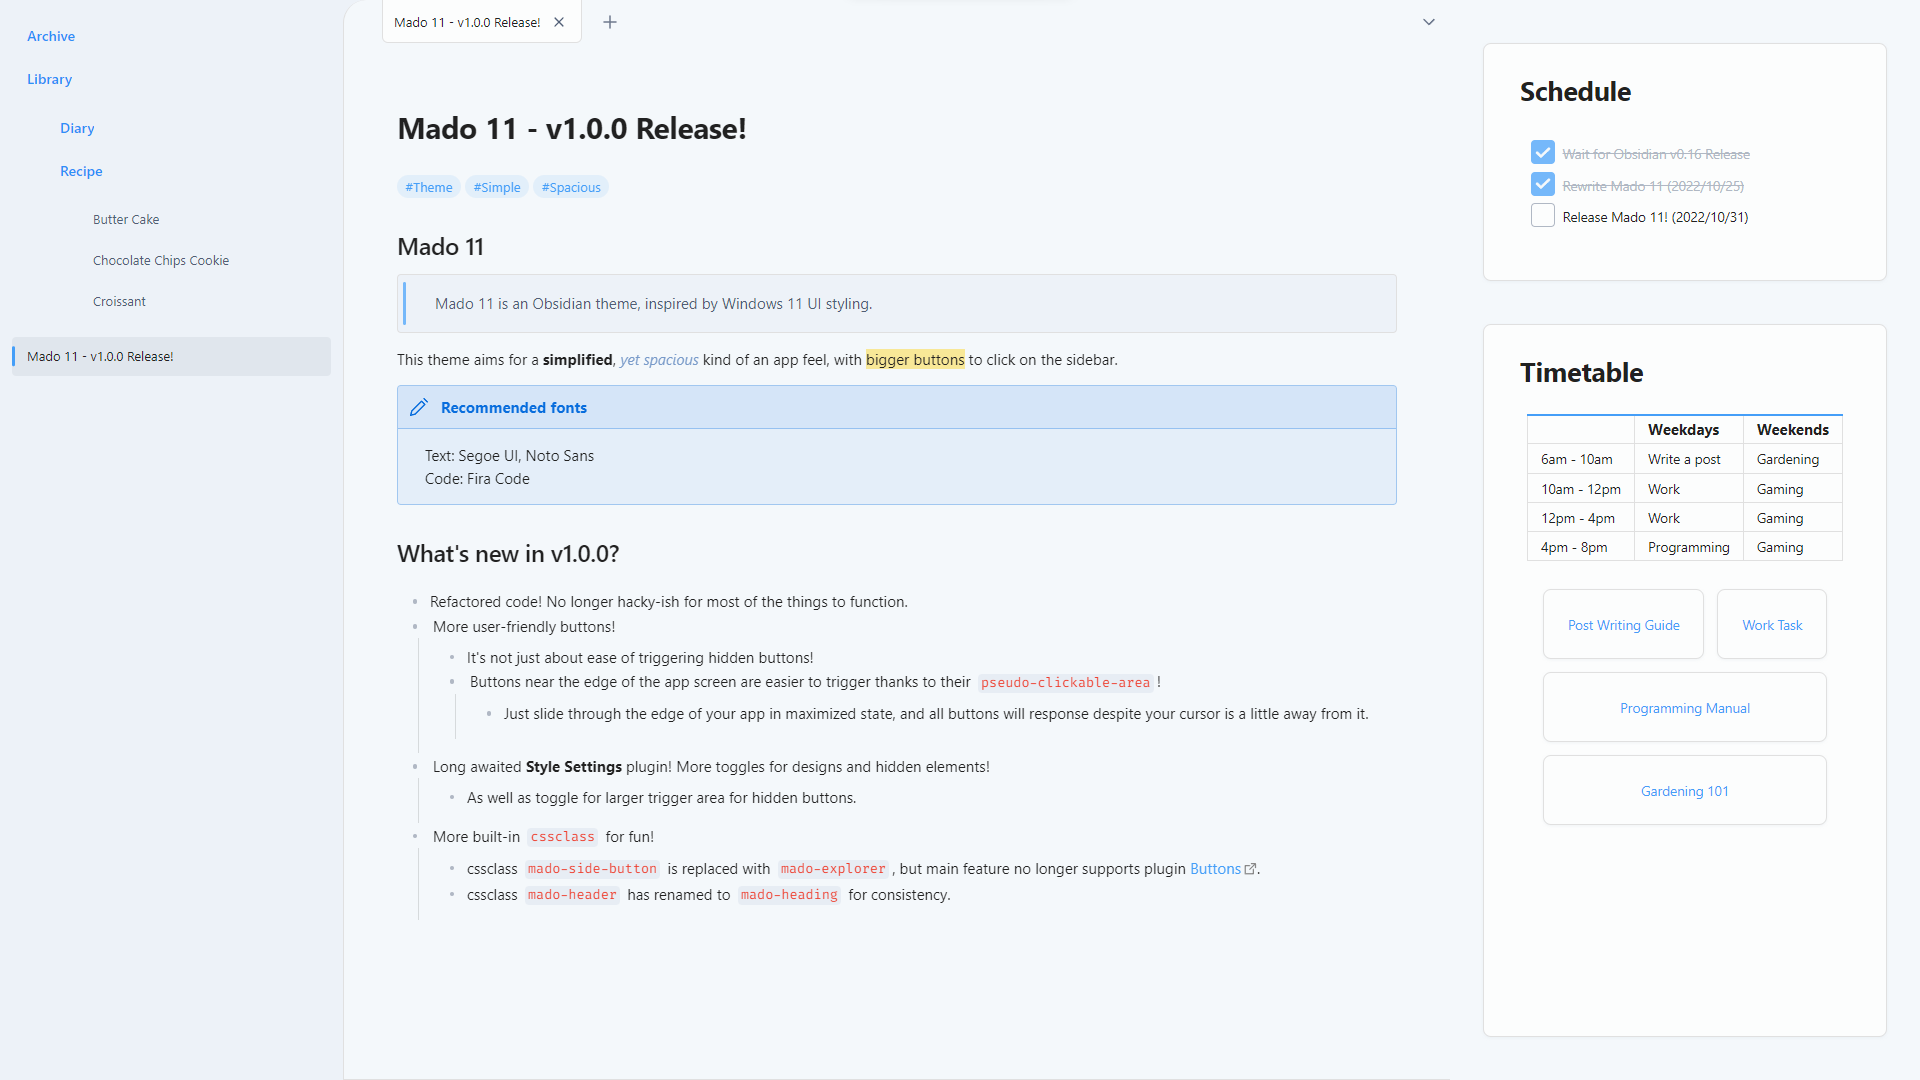 Archive
Library
Diary
Recipe
Butter Cake
Chocolate Chips Cookie
Croissant
Mado 11 - v1.0.0 Release!
Mado 11 - v1.0.0 Release!
Mado 11 - v1.0.0 Release!
#Theme #Simple #Spacious
Mado 11
Mado 11 is an Obsidian theme, inspired by Windows 11 UI styling.
This theme aims for a simplified, yet spacious kind of an app feel, with bigger buttons to click on the sidebar.
Recommended fonts
Text: Segoe UI, Noto Sans
Code: Fira Code
What's new in v1.0.0?
Refactored code! No longer hacky-ish for most of the things to function.
More user-friendly buttons!
It's not just about ease of triggering hidden buttons!
Buttons near the edge of the app screen are easier to trigger thanks to their pseudo-clickable-area !
Just slide through the edge of your app in maximized state, and all buttons will response despite your cursor is a little away from it.
Long awaited Style Settings plugin! More toggles for designs and hidden elements!
As well as toggle for larger trigger area for hidden buttons.
More built-in cssclass for fun!
cssclass mado-side-button is replaced with mado-explorer , but main feature no longer supports plugin Buttons.
cssclass mado-header has renamed to mado-heading for consistency.
Schedule
Wait for Obsidian v0.16 Release
Rewrite Mado 11 (2022/10/25)
Release Mado 11! (2022/10/31)
Timetable
Weekdays Weekends
6am - 10am Write a post Gardening
10am - 12pm Work Gaming
12pm - 4pm Work Gaming
4pm - 8pm Programming Gaming
Post Writing Guide Work Task
Programming Manual
Gardening 101